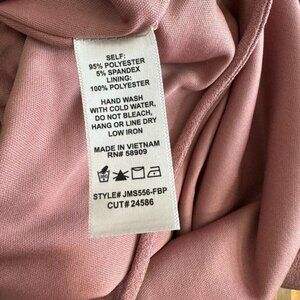 SELF:
95% POLYESTER
5% SPANDEX
LINING:
100% POLYESTER
HAND WASH
WITH COLD WATER,
DO NOT BLEACH,
HANG OR LINE DRY
LOW IRON
MADE IN VIETNAM
RN# 58909
STYLE# JMS556-FBP
CUT# 24586